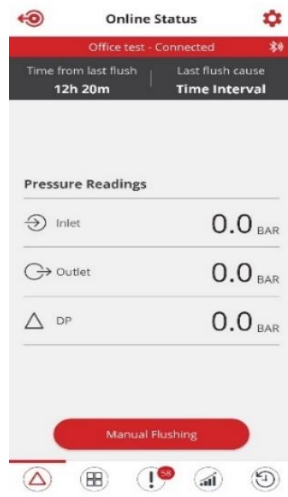 Online Status
Office test - Connected
Time from last flush
Last flush cause
12h 20m
Time Interval
Pressure Readings
Inlet
0.0 BAR
Outlet
0.0 BAR
DP
0.0 BAR
Manual Flushing
58